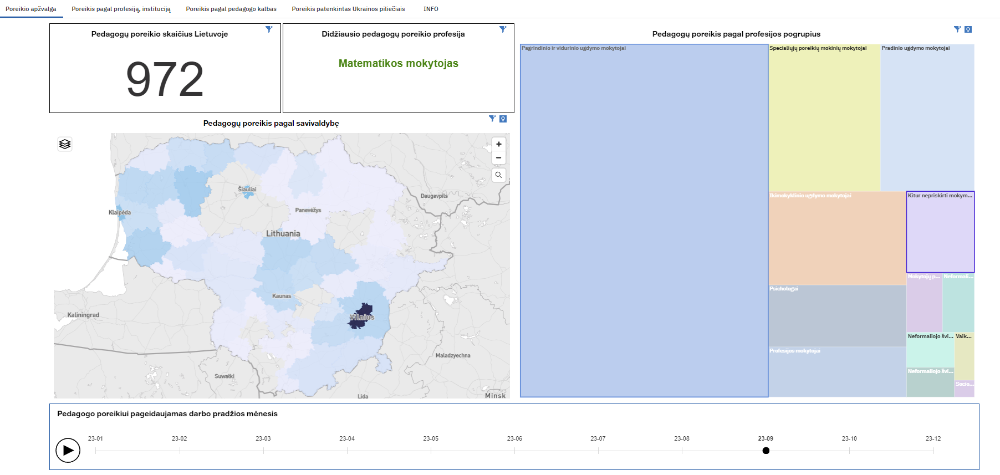 Poreikio apžvalga
Poreikis pagal profesiją, instituciją
Poreikis pagal pedagogo kalbas
Poreikis patenkintas Ukrainos piliečiais
INFO
Pedagogų poreikio skaičius Lietuvoje
972
Didžiausio pedagogų poreikio profesija
Matematikos mokytojas
Pedagogų poreikis pagal savivaldybę
Šiauliai
Daugavpils
Klaipėda
Panevėžys
Lithuania
Kaunas
Kaliningrad
Vilnius
Maladzyechna
Suwałki
Lida
Minsk
Pedagogų poreikis pagal profesijos pogrupius
Pagrindinio ir vidurinio ugdymo mokytojai
Specialiųjų poreikių mokinių mokytojai
Pradinio ugdymo mokytojai
Ikimokyklinio ugdymo mokytojai
Kitur nepriskirti mokym...
Mokytojų p...
Neformali...
Psichologai
Neformaliojo švi...
Vaik...
Profesijos mokytojai
Neformaliojo švi...
Socio...
Pedagogo poreikiui pageidaujamas darbo pradžios mėnesis
23-01
23-02
23-03
23-04
23-05
23-06
23-07
23-08
23-09
23-10
23-12